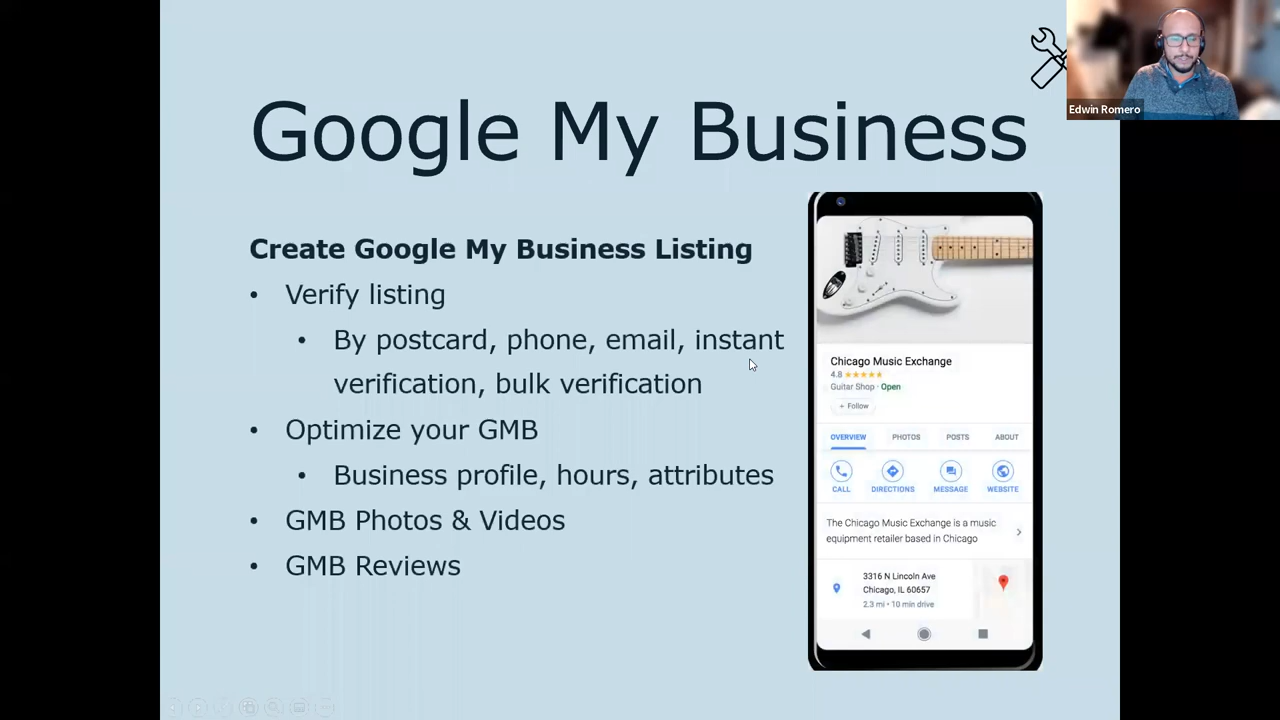 Google My Business
Edwin Romero
Create Google My Business Listing
• Verify listing
• By postcard, phone, email, instant
verification, bulk verification
• Optimize your GMB
• Business profile, hours, attributes
• GMB Photos & Videos
• GMB Reviews
Chicago Music Exchange
4.8 ★★★★★
Guitar Shop · Open
+ Follow
OVERVIEW PHOTOS POSTS ABOUT
CALL DIRECTIONS MESSAGE WEBSITE
The Chicago Music Exchange is a music
equipment retailer based in Chicago
3316 N Lincoln Ave
Chicago, IL 60657
2.3 mi • 10 min drive